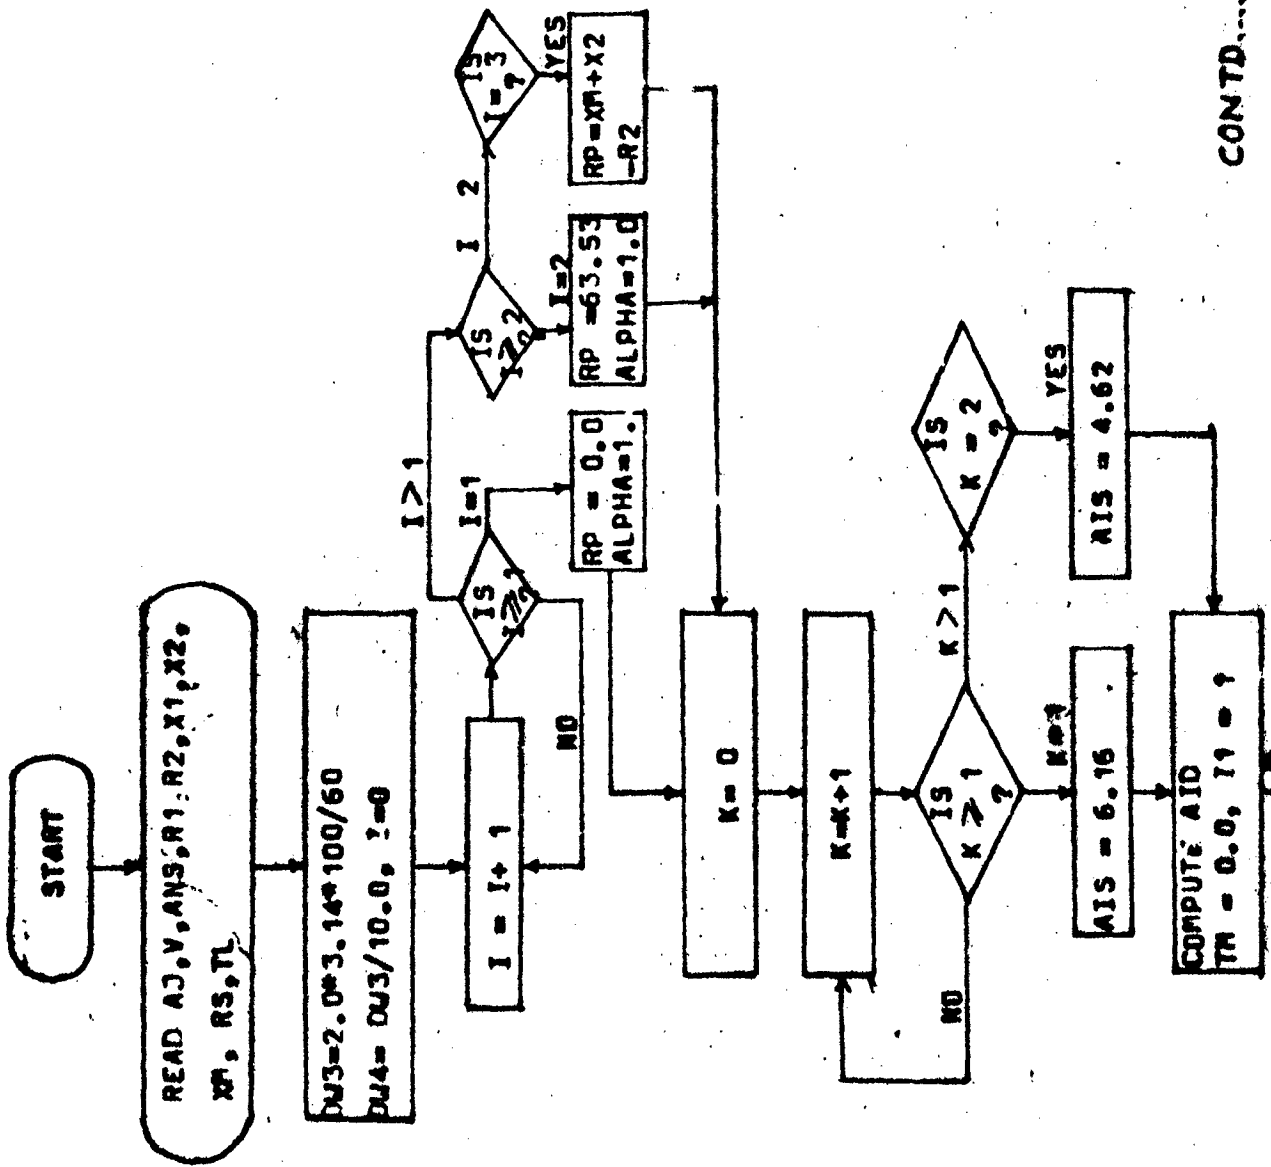 START
READ AJ,V,ANS,R1,R2,X1,X2,
XM, RS,TL
DW3=2.0*3.14*100/60
DW4= DW3/10.0, I=0
I = I+ 1
IS
I⩾1
?
NO
I>1
I=1
RP = 0.0
ALPHA=1.
IS
I⩾2
?
I=2
RP =63.53
ALPHA=1.0
I 2
IS
I=3
?
YES
RP=XM+X2
-R2
K= 0
K=K+1
IS
K⩾1
?
NO
K>1
K=1
AIS = 6.16
IS
K = 2
?
YES
AIS = 4.62
COMPUTE AID
TM = 0.0, I1 = ?
CONTD....